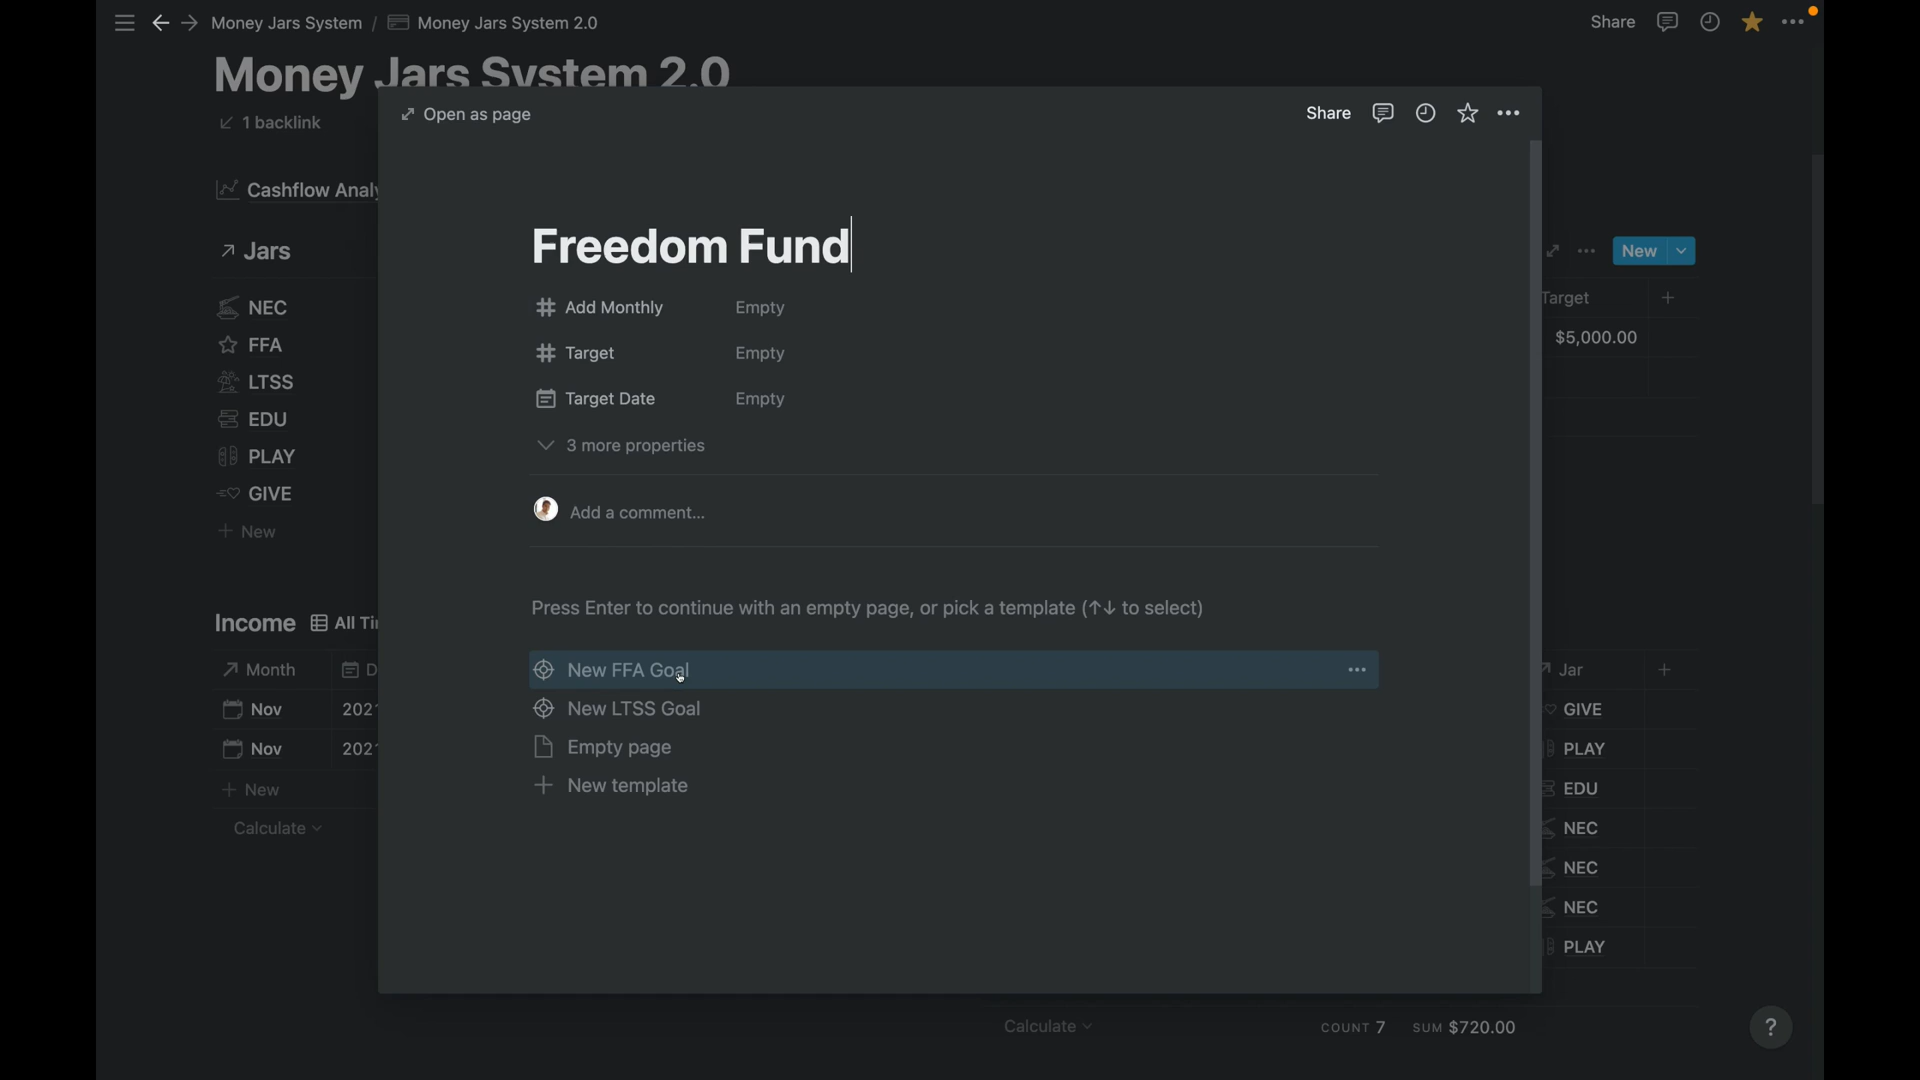 Money Jars System / Money Jars System 2.0
Share
Money Jars System 2.0
1 backlink
Open as page
Share
Cashflow Analy
Jars
New
Freedom Fund
Target
$5,000.00
Add Monthly Empty
Target Empty
Target Date Empty
3 more properties
Add a comment...
NEC
FFA
LTSS
EDU
PLAY
GIVE
New
Press Enter to continue with an empty page, or pick a template (↑↓ to select)
New FFA Goal
New LTSS Goal
Empty page
New template
Income All Ti
Month D
Nov 2021
Nov 2021
New
Calculate
Jar
GIVE
PLAY
EDU
NEC
NEC
NEC
PLAY
Calculate COUNT 7 SUM $720.00
?